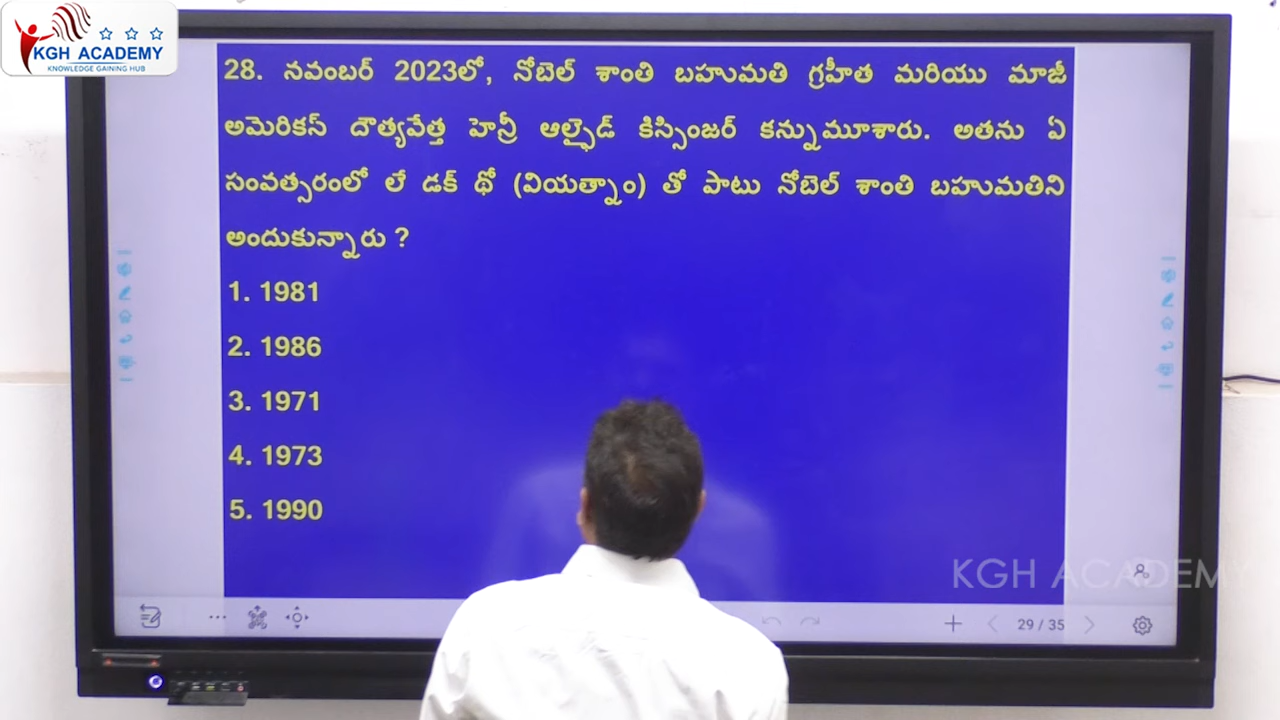 KGH ACADEMY
KNOWLEDGE GAINING HUB
28. నవంబర్ 2023లో, నోబెల్ శాంతి బహుమతి గ్రహీత మరియు మాజీ
అమెరికన్ దౌత్యవేత్త హెన్రీ ఆల్ఫ్రెడ్ కిస్సింజర్ కన్నుమూశారు. అతను ఏ
సంవత్సరంలో లే డక్ థో (వియత్నాం) తో పాటు నోబెల్ శాంతి బహుమతిని
అందుకున్నారు ?
1. 1981
2. 1986
3. 1971
4. 1973
5. 1990
KGH ACADEMY
29 / 35